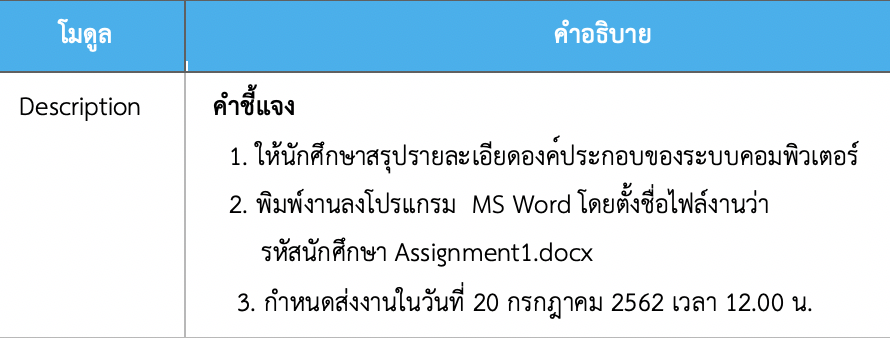 โมดูล คำอธิบาย
Description คำชี้แจง
1. ให้นักศึกษาสรุปรายละเอียดองค์ประกอบของระบบคอมพิวเตอร์
2. พิมพ์งานลงโปรแกรม MS Word โดยตั้งชื่อไฟล์งานว่า
รหัสนักศึกษา Assignment1.docx
3. กำหนดส่งงานในวันที่ 20 กรกฎาคม 2562 เวลา 12.00 น.